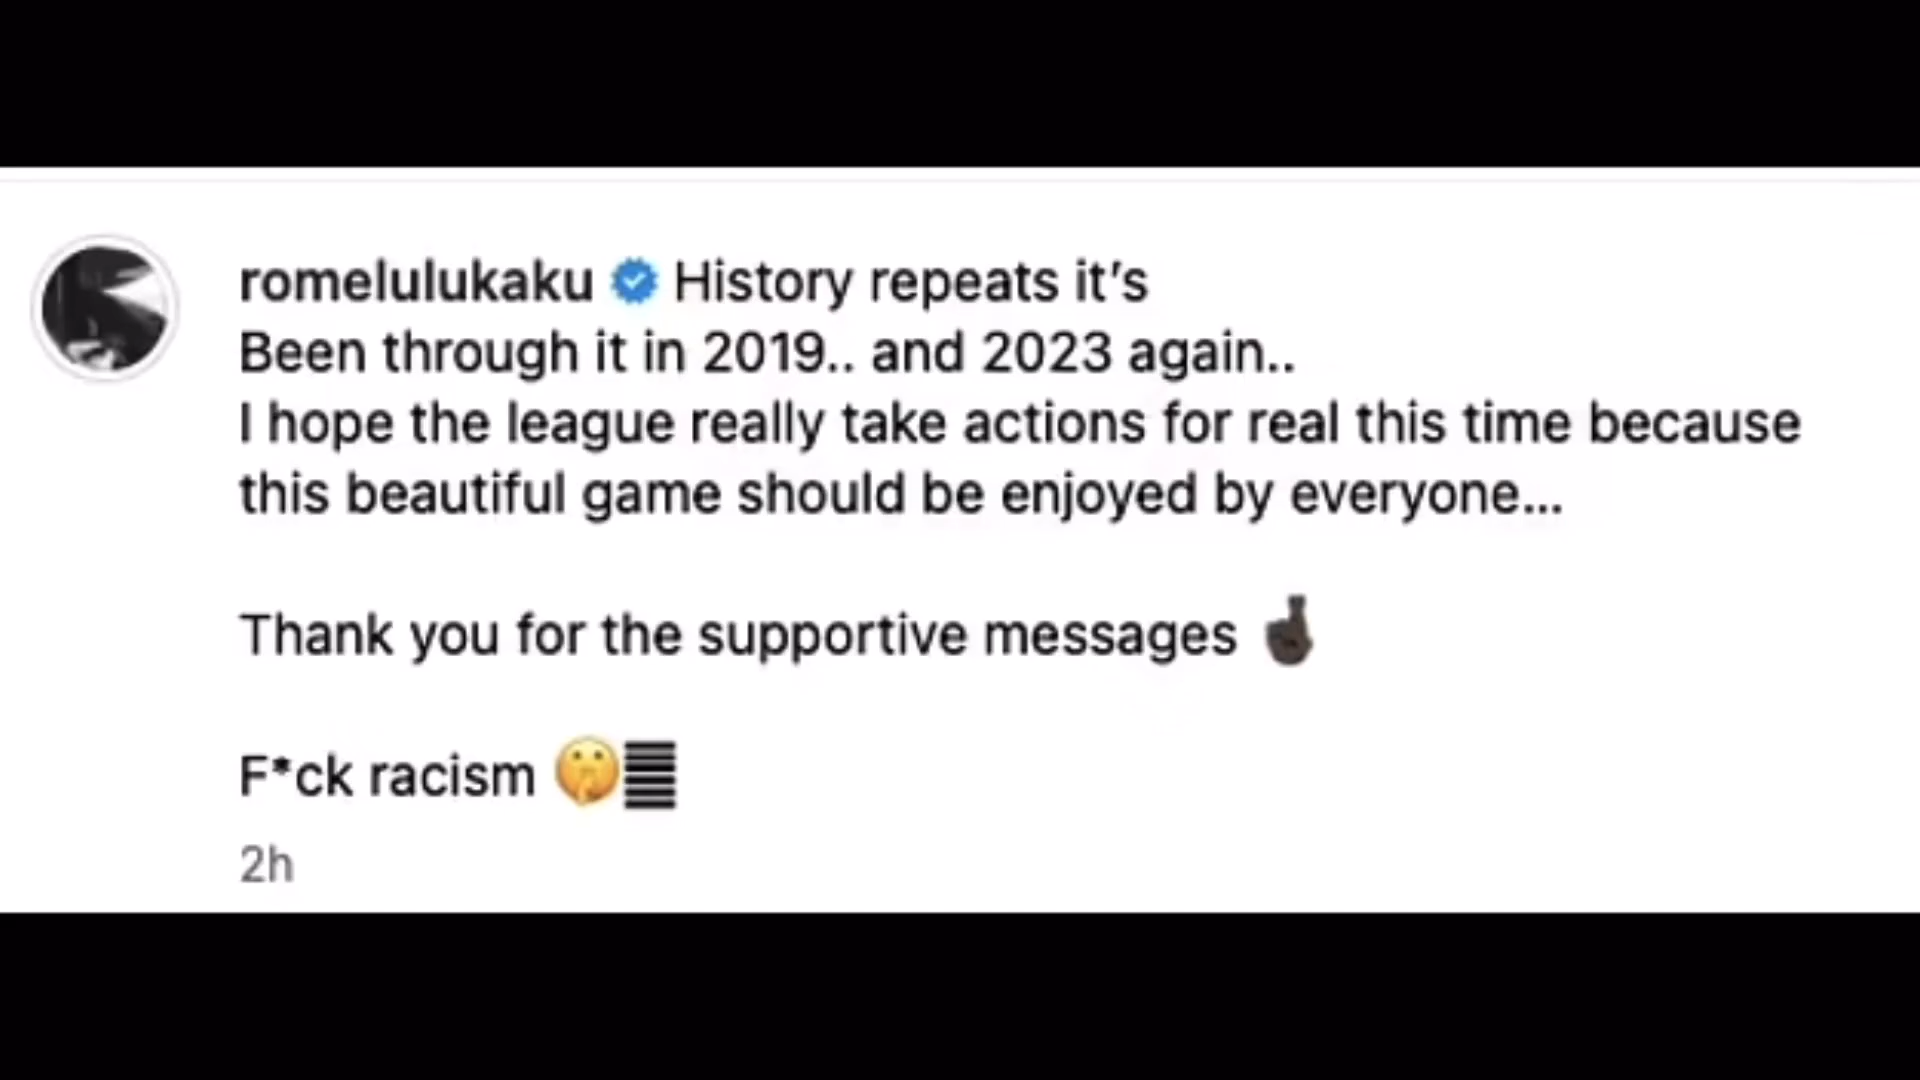 romelulukaku History repeats it's
Been through it in 2019.. and 2023 again..
I hope the league really take actions for real this time because
this beautiful game should be enjoyed by everyone...
Thank you for the supportive messages 🤞🏿
F*ck racism 🤫
2h